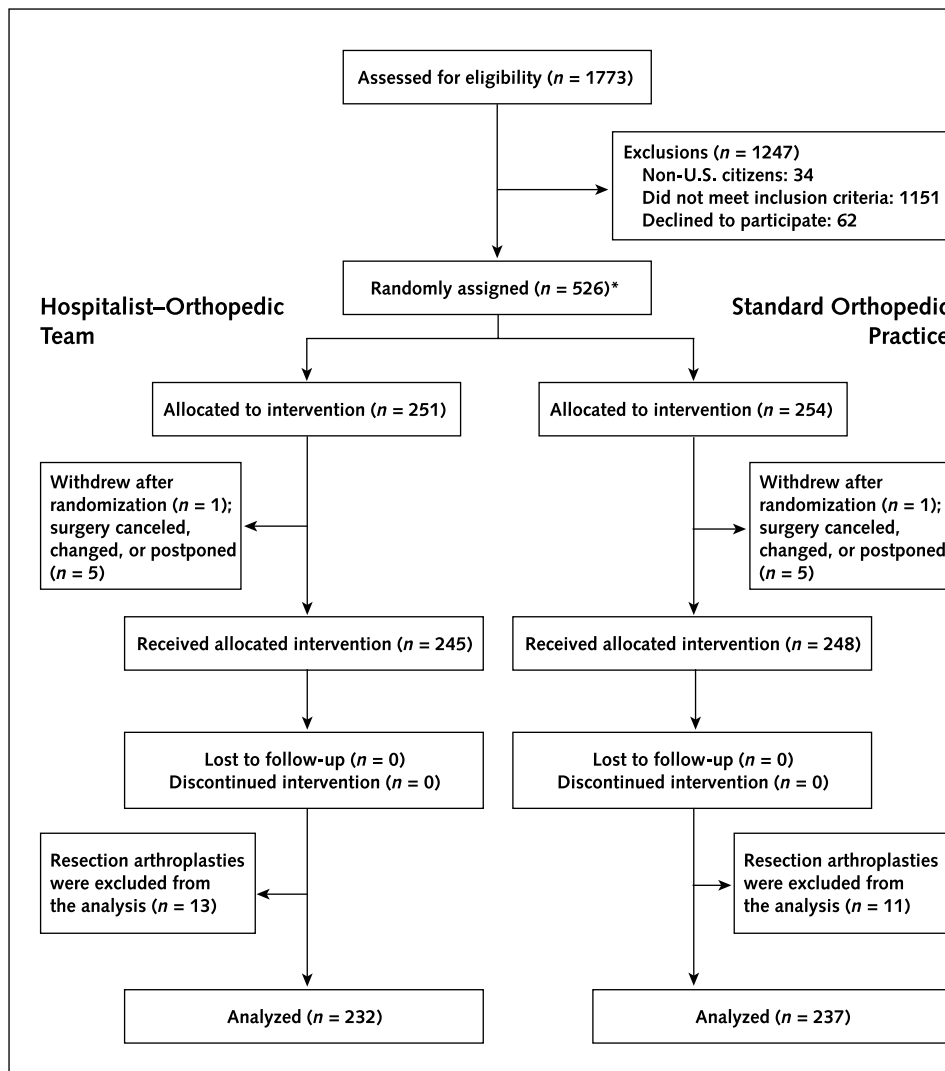 Assessed for eligibility (n = 1773)
Exclusions (n = 1247)
Non-U.S. citizens: 34
Did not meet inclusion criteria: 1151
Declined to participate: 62
Randomly assigned (n = 526)*
Hospitalist–Orthopedic
Team
Standard Orthopedic
Practice
Allocated to intervention (n = 251)
Allocated to intervention (n = 254)
Withdrew after
randomization (n = 1);
surgery canceled,
changed, or postponed
(n = 5)
Withdrew after
randomization (n = 1);
surgery canceled,
changed, or postponed
(n = 5)
Received allocated intervention (n = 245)
Received allocated intervention (n = 248)
Lost to follow-up (n = 0)
Discontinued intervention (n = 0)
Lost to follow-up (n = 0)
Discontinued intervention (n = 0)
Resection arthroplasties
were excluded from
the analysis (n = 13)
Resection arthroplasties
were excluded from
the analysis (n = 11)
Analyzed (n = 232)
Analyzed (n = 237)